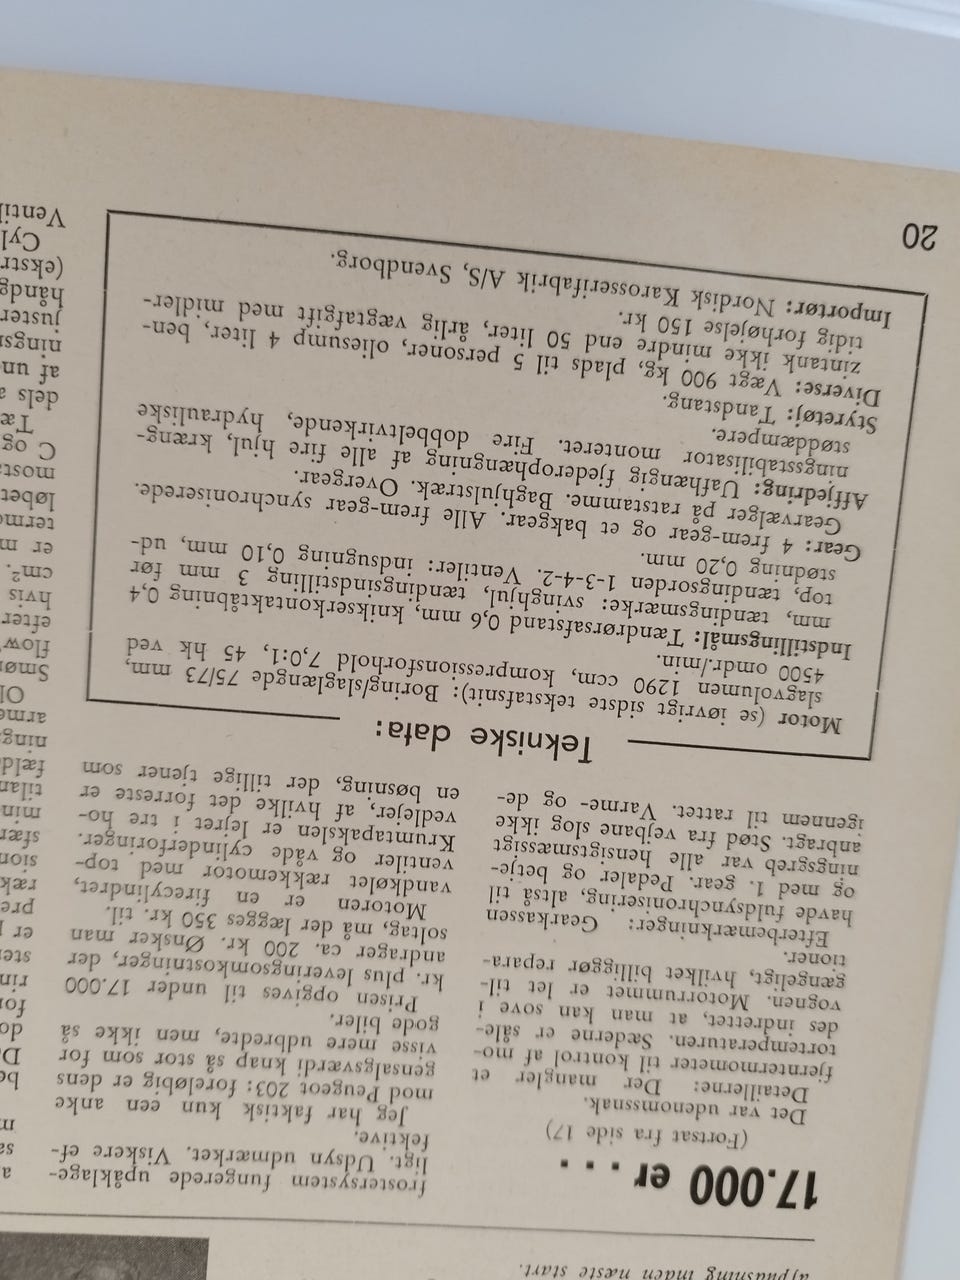 inden næste start.
17.000 er . . . .
(Fortsat fra side 17)
Det var udenomssnak.
Detaillerne: Der mangler et
fjerntermometer til kontrol af mo-
tortemperaturen. Sæderne er såle-
des indrettet, at man kan sove i
vognen. Motorrummet er let til-
gængeligt, hvilket billiggør repara-
tioner.
Efterbemærkninger: Gearkassen
havde fuldsynchronisering, altså til
og med 1. gear. Pedaler og betje-
ningsgreb var alle hensigtsmæssigt
anbragt. Stød fra vejbane slog ikke
igennem til rattet. Varme- og de-
frostersystem fungerede upåklage-
ligt. Udsyn udmærket. Viskere ef-
fektive.
Jeg har faktisk kun een anke
mod Peugeot 203: foreløbig er dens
gensalgsværdi knap så stor som for
visse mere udbredte, men ikke så
gode biler.
Prisen opgives til under 17.000
kr. plus leveringsomkostninger, der
andrager ca. 200 kr. Ønsker man
soltag, må der lægges 350 kr. til.
Motoren er en firecylindret,
vandkølet rækkemotor med top-
ventiler og våde cylinderforinger.
Krumtapakslen er lejret i tre ho-
vedlejer, af hvilke det forreste er
en bøsning, der tillige tjener som
Tekniske data:
Motor (se iøvrigt sidste tekstafsnit): Boring/slaglængde 75/73 mm,
slagvolumen 1290 ccm, kompressionsforhold 7,0:1, 45 hk ved
4500 omdr./min.
Indstillingsmål: Tændrørsafstand 0,6 mm, knikserkontaktåbning 0,4
mm, tændingsmærke: svinghjul, tændingsindstilling 3 mm før
top, tændingsorden 1-3-4-2. Ventiler: indsugning 0,10 mm, ud-
stødning 0,20 mm.
Gear: 4 frem-gear og et bakgear. Alle frem-gear synchroniserede.
Gearvælger på ratstamme. Baghjulstræk. Overgear.
Affjedring: Uafhængig fjederophængning af alle fire hjul, kræng-
ningsstabilisator monteret. Fire dobbeltvirkende, hydrauliske
støddæmpere.
Styretøj: Tandstang.
Diverse: Vægt 900 kg, plads til 5 personer, oliesump 4 liter, ben-
zintank ikke mindre end 50 liter, årlig vægtafgift med midler-
tidig forhøjelse 150 kr.
Importør: Nordisk Karosserifabrik A/S, Svendborg.
20
er
efter
hvis
cm².
er
C og
dels
af